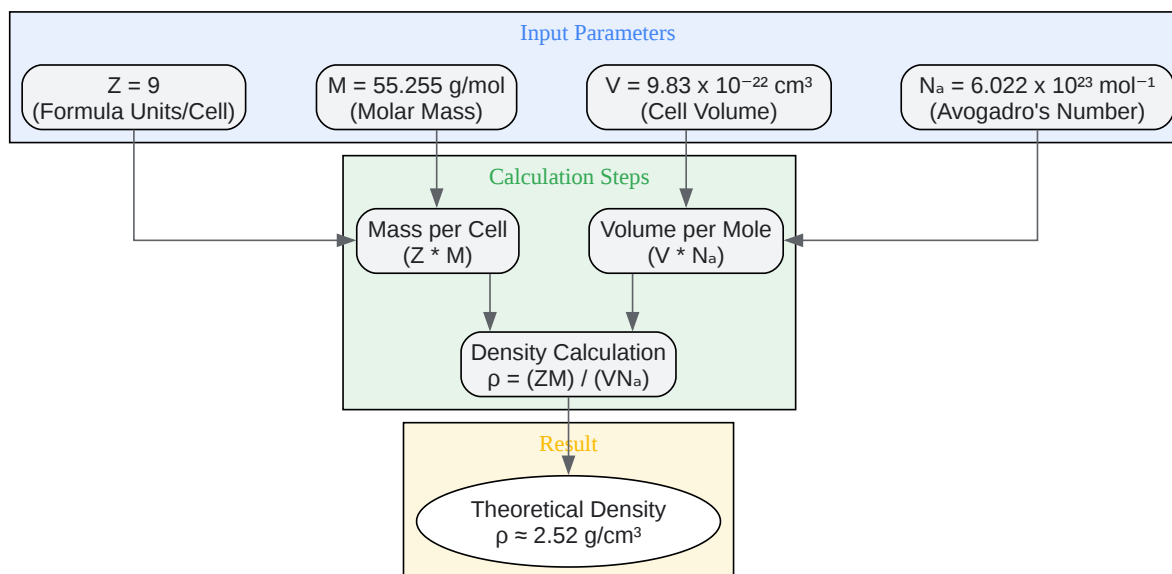 Input Parameters
Z = 9
(Formula Units/Cell)
M = 55.255 g/mol
(Molar Mass)
V = 9.83 x 10⁻²² cm³
(Cell Volume)
Nₐ = 6.022 x 10²³ mol⁻¹
(Avogadro's Number)
Calculation Steps
Mass per Cell
(Z * M)
Volume per Mole
(V * Nₐ)
Density Calculation
ρ = (ZM) / (VNₐ)
Result
Theoretical Density
ρ ≈ 2.52 g/cm³